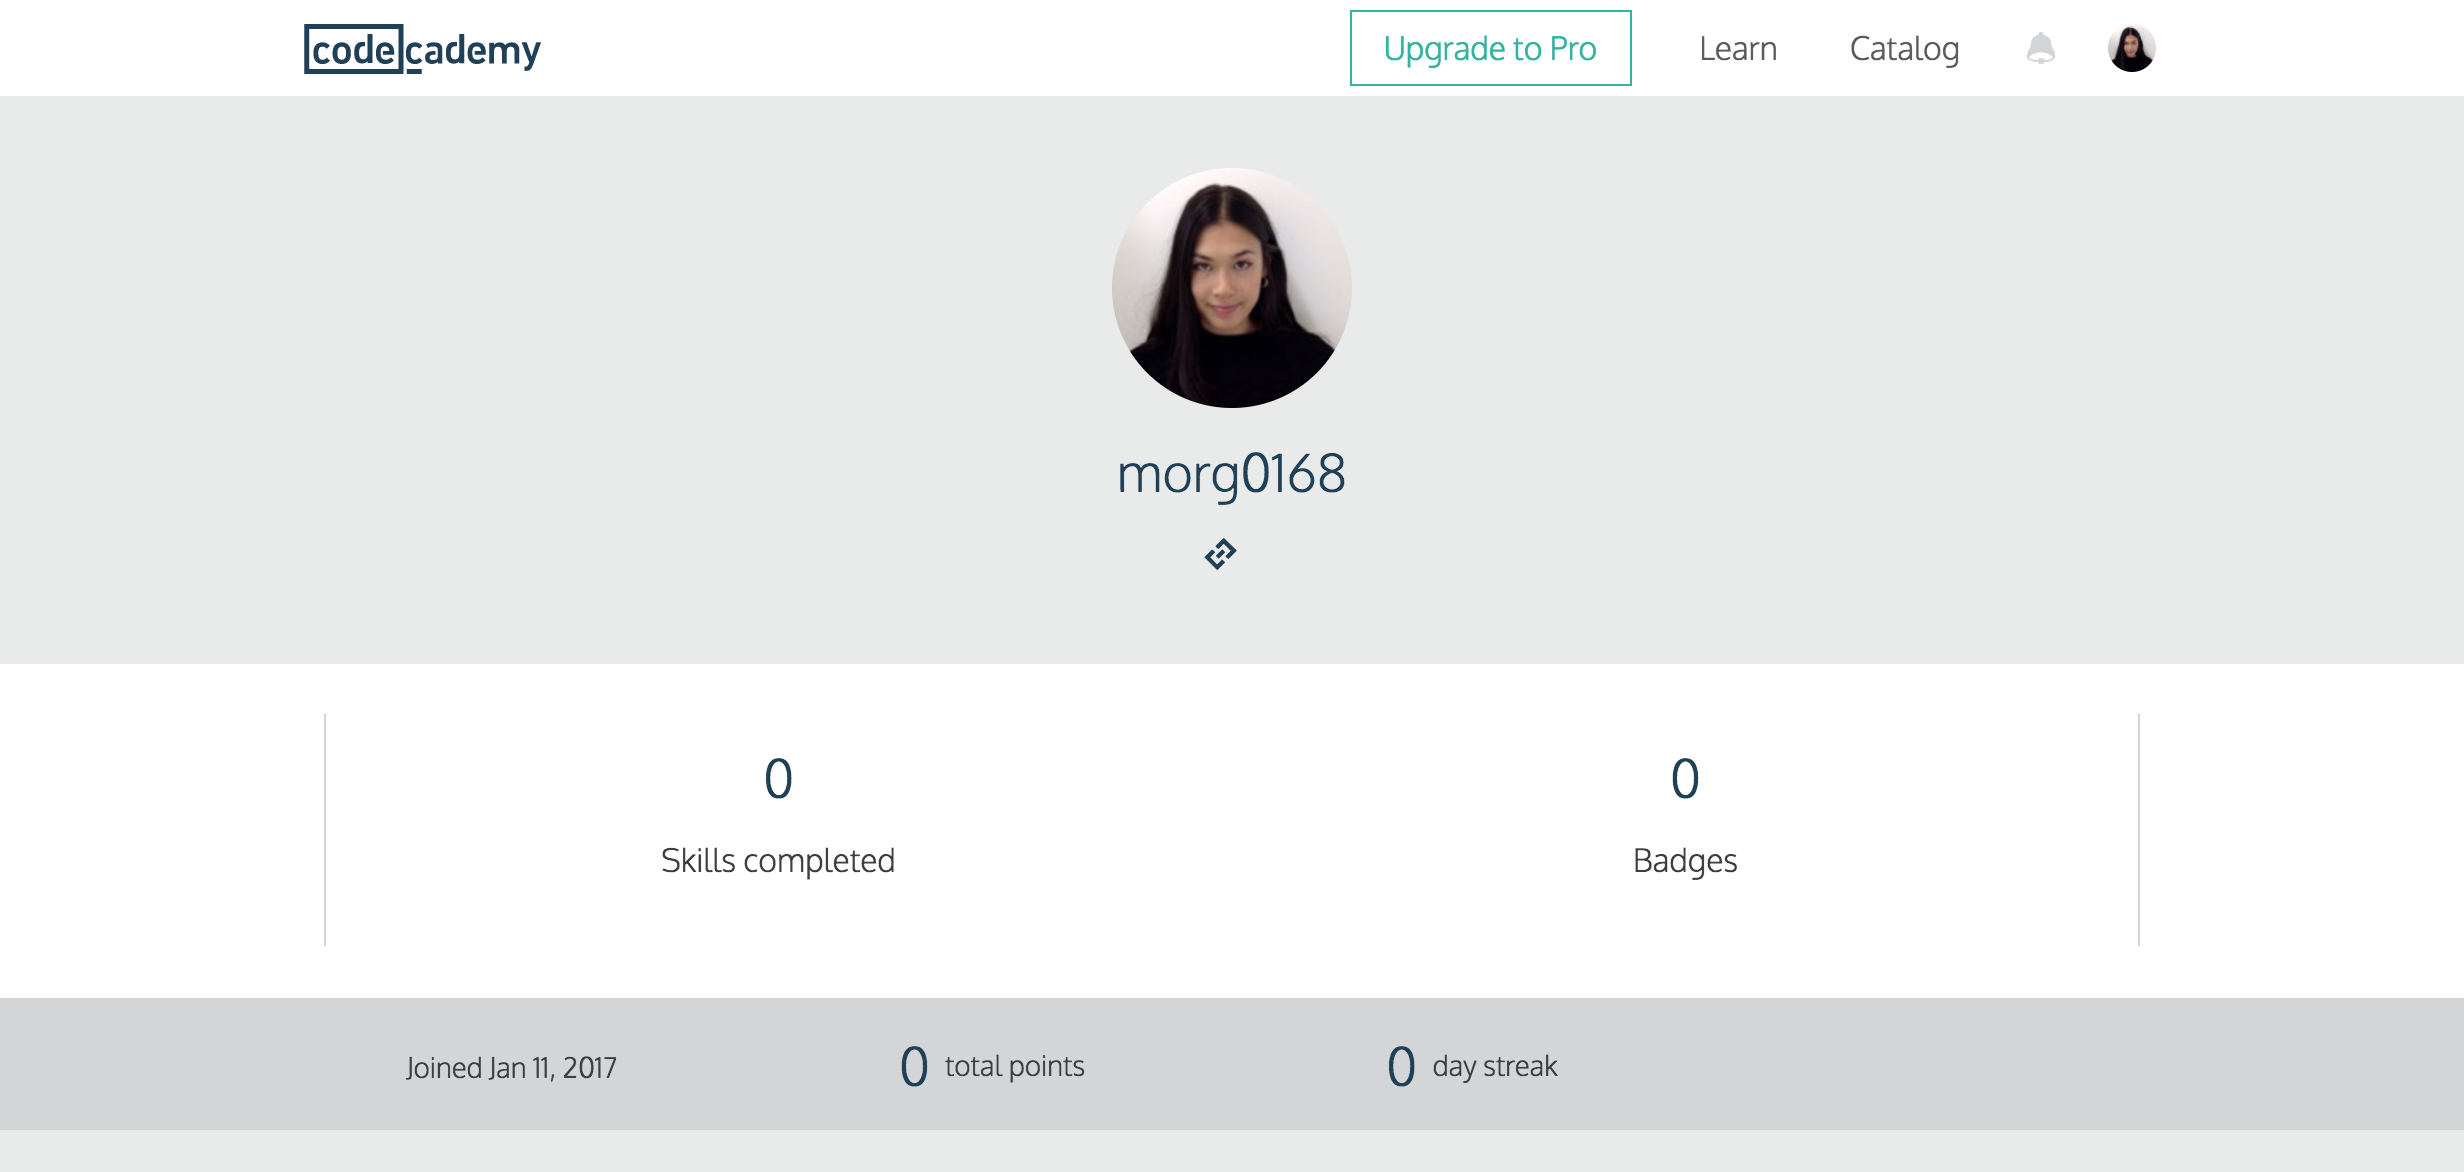 codecademy
Upgrade to Pro Learn Catalog
morg0168
0 0
Skills completed Badges
Joined Jan 11, 2017 0 total points 0 day streak